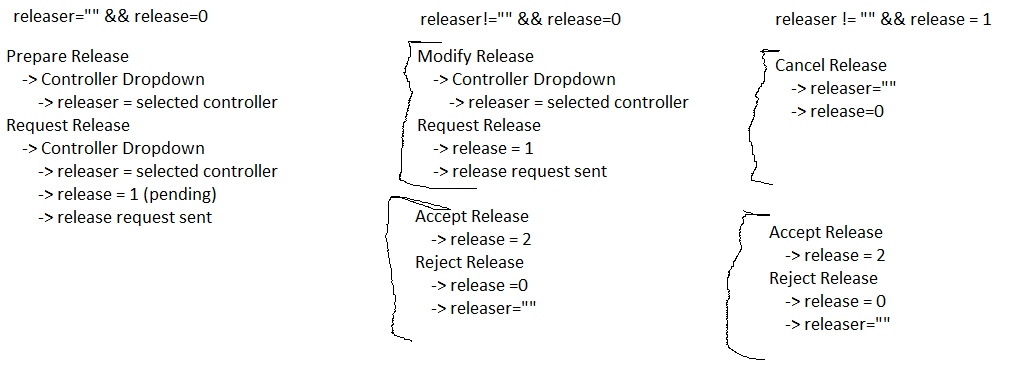 releaser="" && release=0
Prepare Release
-> Controller Dropdown
-> releaser = selected controller
Request Release
-> Controller Dropdown
-> releaser = selected controller
-> release = 1 (pending)
-> release request sent
releaser!="" && release=0
Modify Release
-> Controller Dropdown
-> releaser = selected controller
Request Release
-> release = 1
-> release request sent
Accept Release
-> release = 2
Reject Release
-> release =0
-> releaser=""
releaser != "" && release = 1
Cancel Release
-> releaser=""
-> release=0
Accept Release
-> release = 2
Reject Release
-> release = 0
-> releaser=""